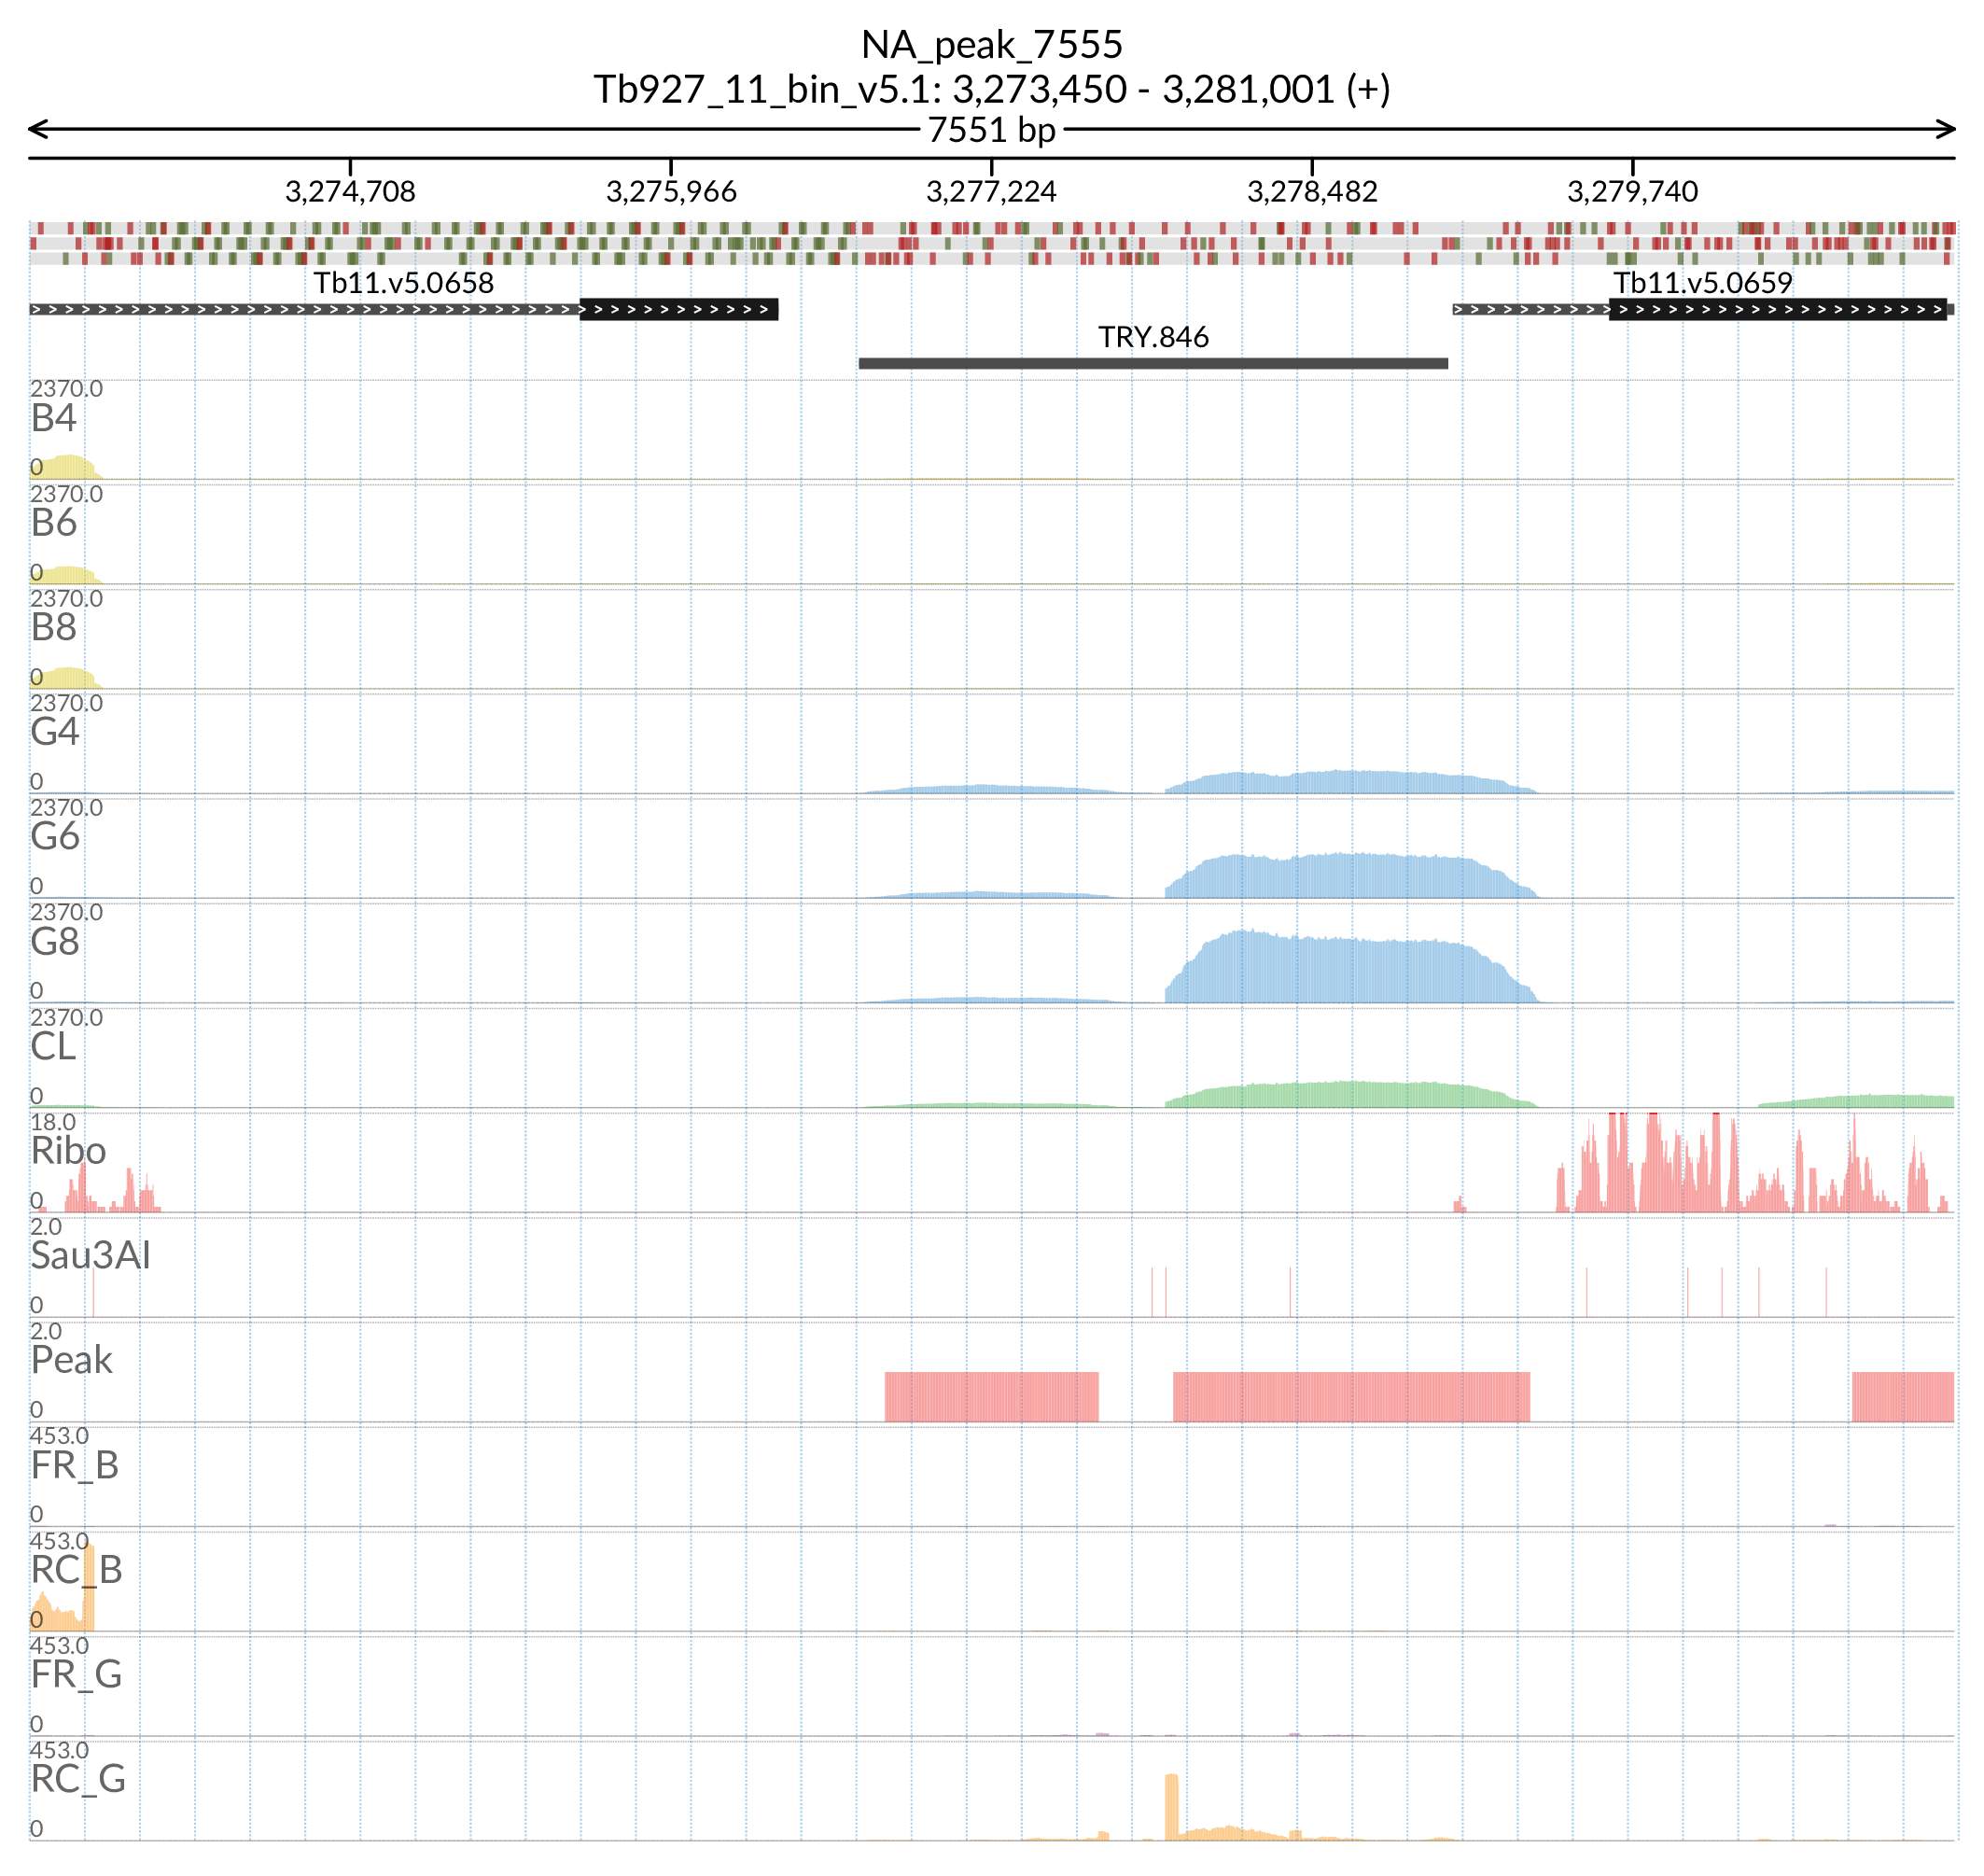 NA_peak_7555
Tb927_11_bin_v5.1: 3,273,450 - 3,281,001 (+)
7551 bp
3,274,708 3,275,966 3,277,224 3,278,482 3,279,740
Tb11.v5.0658 Tb11.v5.0659
TRY.846
2370.0
B4
0
2370.0
B6
0
2370.0
B8
0
2370.0
G4
0
2370.0
G6
0
2370.0
G8
0
2370.0
CL
0
18.0
Ribo
0
2.0
Sau3AI
0
2.0
Peak
0
453.0
FR_B
0
453.0
RC_B
0
453.0
FR_G
0
453.0
RC_G
0